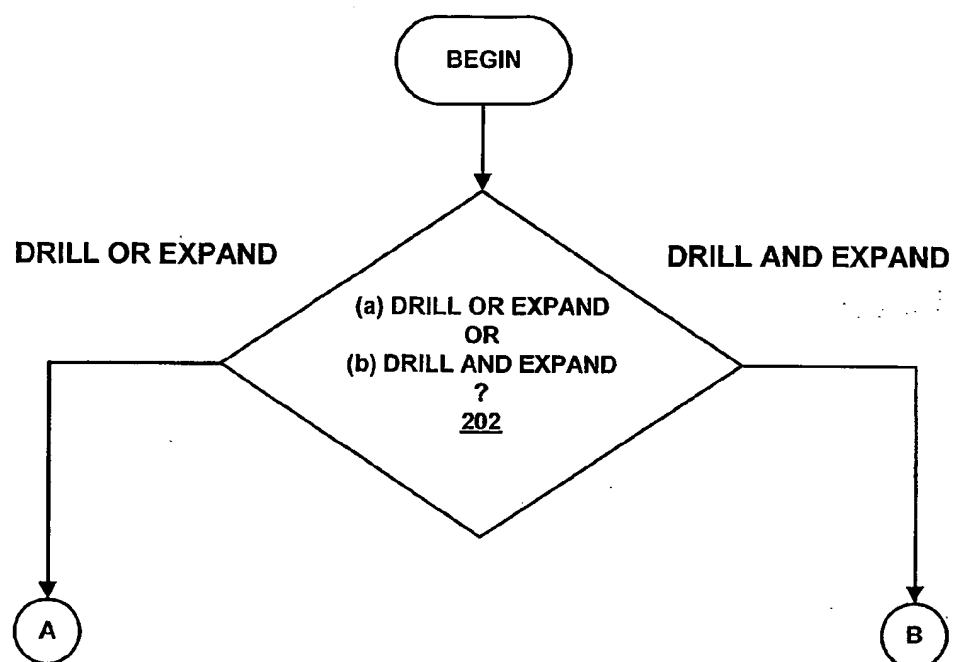 BEGIN
DRILL OR EXPAND
DRILL AND EXPAND
(a) DRILL OR EXPAND
OR
(b) DRILL AND EXPAND
?
202
A
B